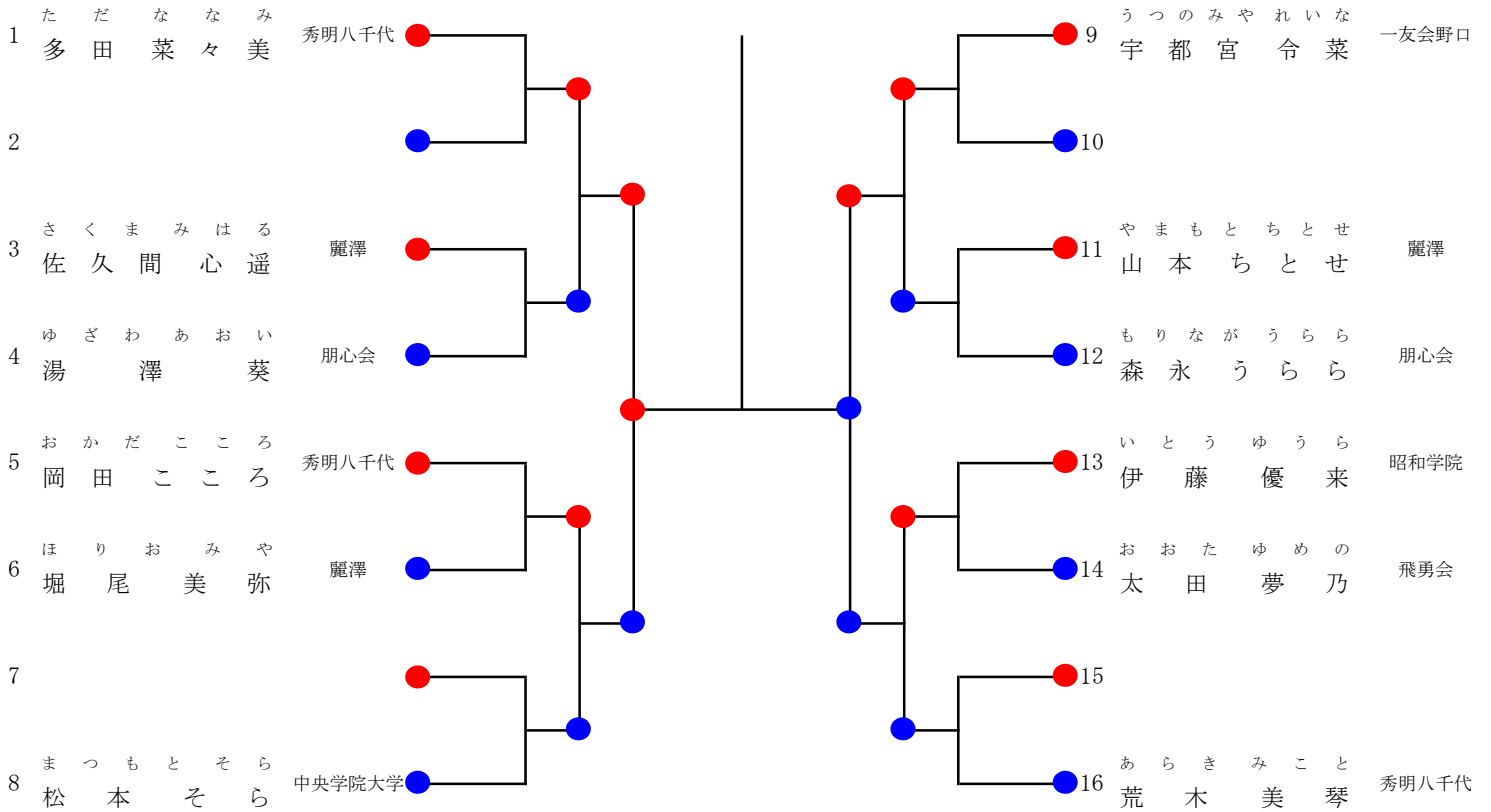 ただななみ
1 多田菜々美 秀明八千代
2
さくまみはる
3 佐久間心遥 麗澤
ゆざわあおい
4 湯澤葵 朋心会
おかだこころ
5 岡田こころ 秀明八千代
ほりおみや
6 堀尾美弥 麗澤
7
まつもとそら
8 松本そら 中央学院大学
うつのみやれいな
9 宇都宮令菜 一友会野口
10
やまもとちとせ
11 山本ちとせ 麗澤
もりながうらら
12 森永うらら 朋心会
いとうゆうら
13 伊藤優来 昭和学院
おおたゆめの
14 太田夢乃 飛勇会
15
あらきみこと
16 荒木美琴 秀明八千代